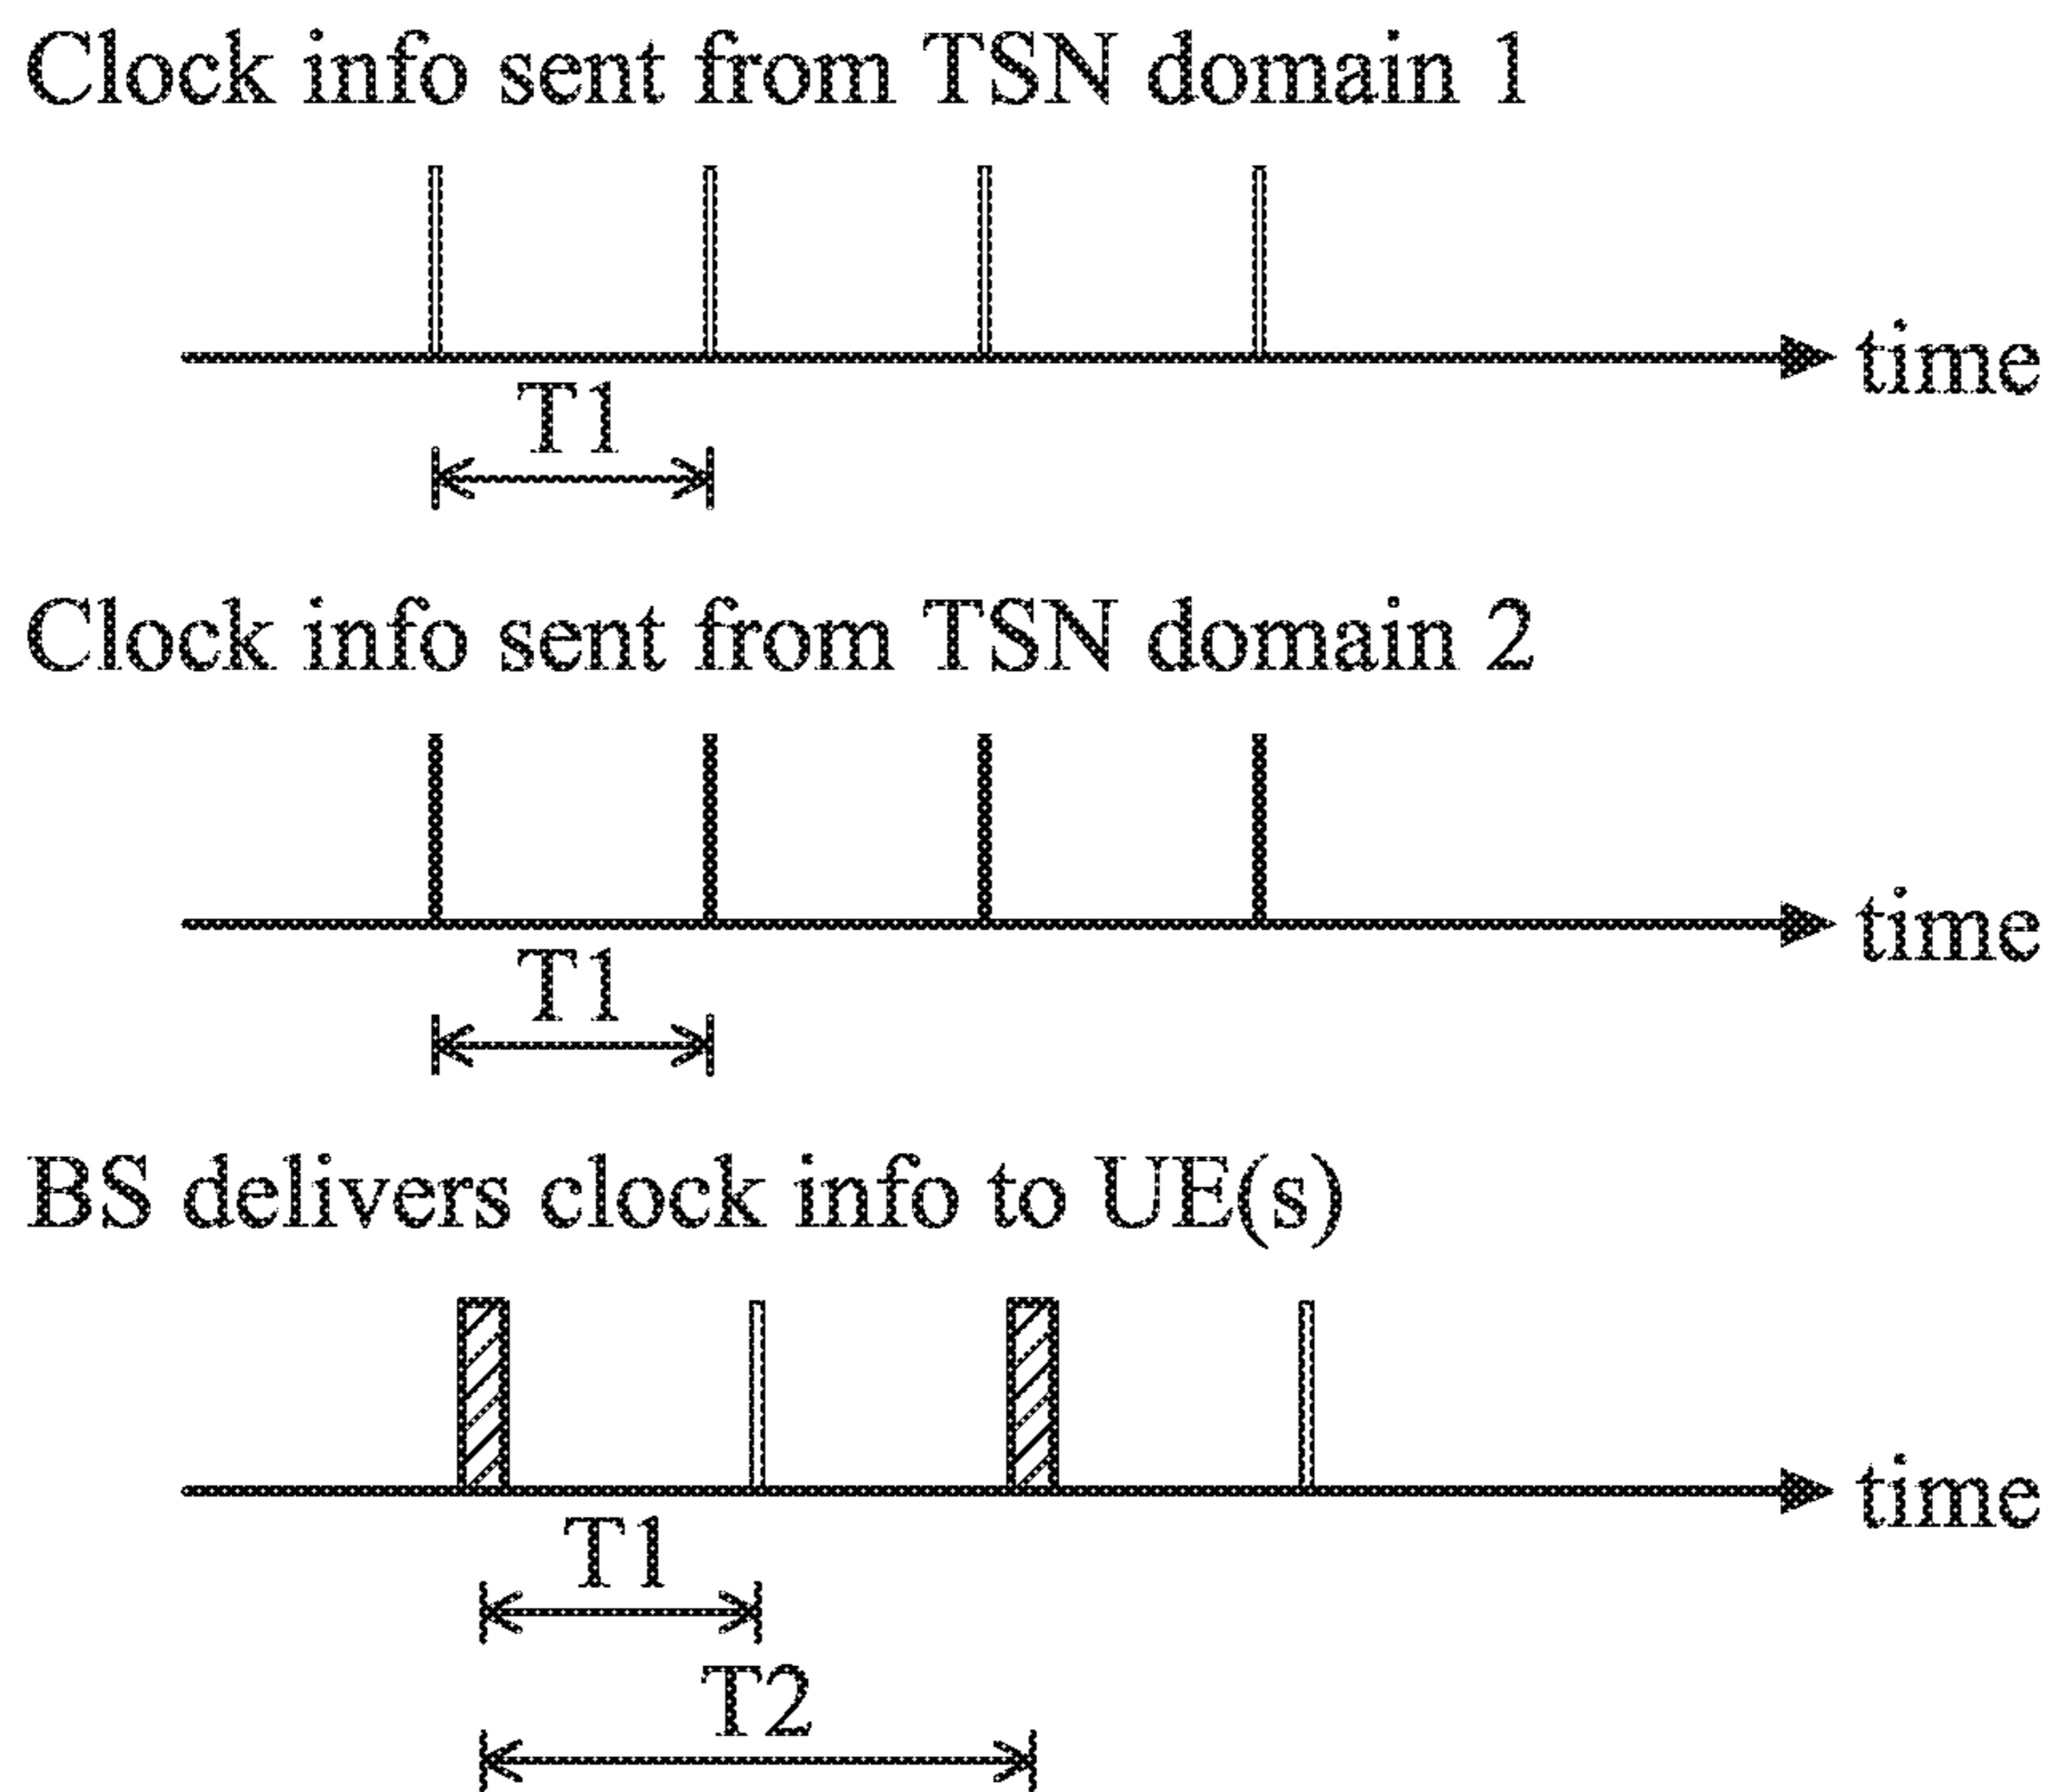 Clock info sent from TSN domain 1
time
T1
Clock info sent from TSN domain 2
time
T1
BS delivers clock info to UE(s)
time
T1
T2